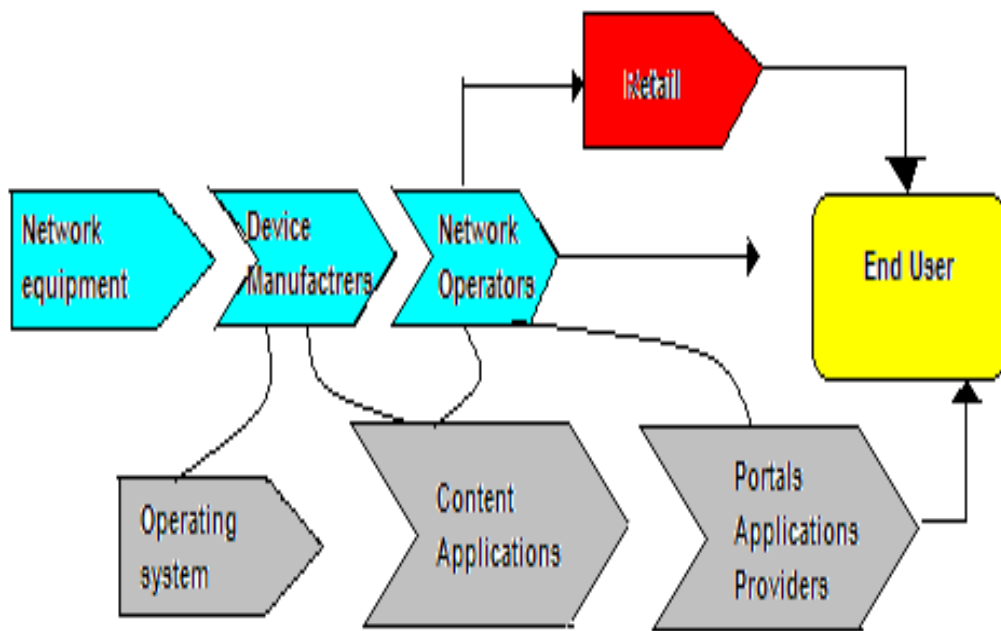 Retail
Network
equipment
Device
Manufactrers
Network
Operators
End User
Operating
system
Content
Applications
Portals
Applications
Providers